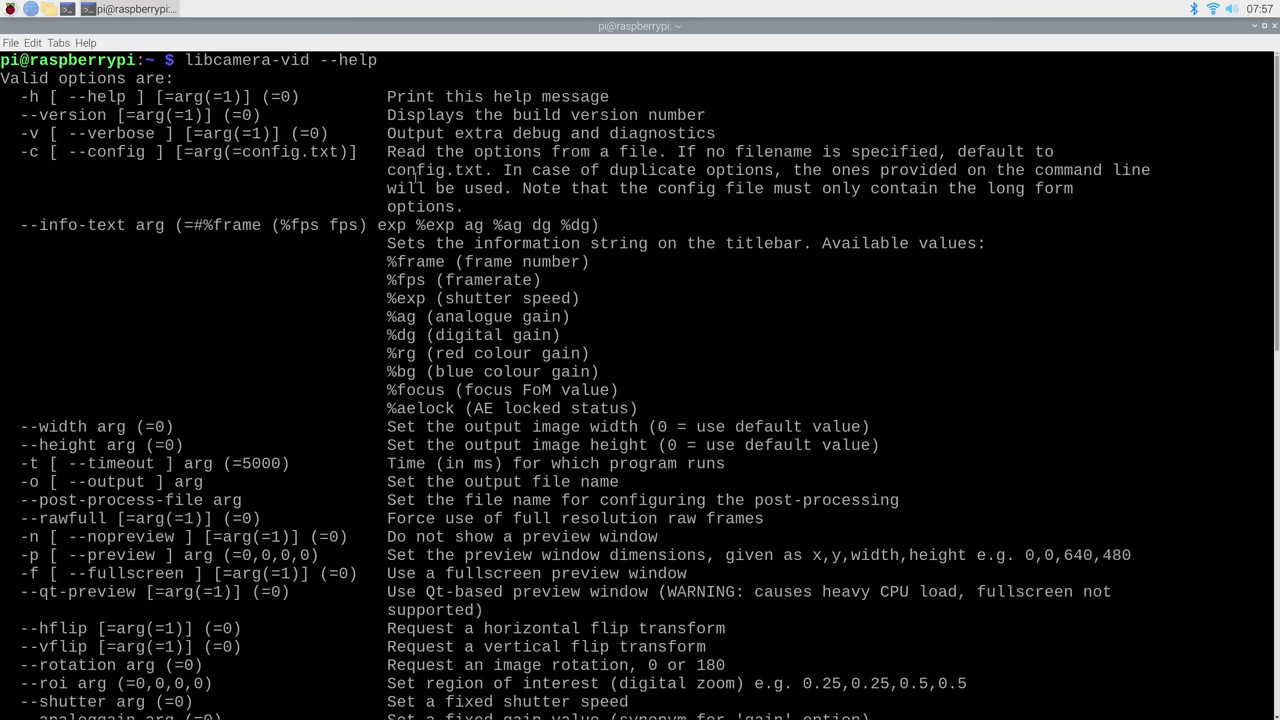 pi@raspberrypi:...
07:57
pi@raspberrypi: ~
File Edit Tabs Help
pi@raspberrypi:~ $ libcamera-vid --help
Valid options are:
-h [ --help ] [=arg(=1)] (=0) Print this help message
--version [=arg(=1)] (=0) Displays the build version number
-v [ --verbose ] [=arg(=1)] (=0) Output extra debug and diagnostics
-c [ --config ] [=arg(=config.txt)] Read the options from a file. If no filename is specified, default to
config.txt. In case of duplicate options, the ones provided on the command line
will be used. Note that the config file must only contain the long form
options.
--info-text arg (=#%frame (%fps fps) exp %exp ag %ag dg %dg)
Sets the information string on the titlebar. Available values:
%frame (frame number)
%fps (framerate)
%exp (shutter speed)
%ag (analogue gain)
%dg (digital gain)
%rg (red colour gain)
%bg (blue colour gain)
%focus (focus FoM value)
%aelock (AE locked status)
--width arg (=0) Set the output image width (0 = use default value)
--height arg (=0) Set the output image height (0 = use default value)
-t [ --timeout ] arg (=5000) Time (in ms) for which program runs
-o [ --output ] arg Set the output file name
--post-process-file arg Set the file name for configuring the post-processing
--rawfull [=arg(=1)] (=0) Force use of full resolution raw frames
-n [ --nopreview ] [=arg(=1)] (=0) Do not show a preview window
-p [ --preview ] arg (=0,0,0,0) Set the preview window dimensions, given as x,y,width,height e.g. 0,0,640,480
-f [ --fullscreen ] [=arg(=1)] (=0) Use a fullscreen preview window
--qt-preview [=arg(=1)] (=0) Use Qt-based preview window (WARNING: causes heavy CPU load, fullscreen not
supported)
--hflip [=arg(=1)] (=0) Request a horizontal flip transform
--vflip [=arg(=1)] (=0) Request a vertical flip transform
--rotation arg (=0) Request an image rotation, 0 or 180
--roi arg (=0,0,0,0) Set region of interest (digital zoom) e.g. 0.25,0.25,0.5,0.5
--shutter arg (=0) Set a fixed shutter speed
--analoggain arg (=0) Set a fixed gain value (synonym for 'gain' option)